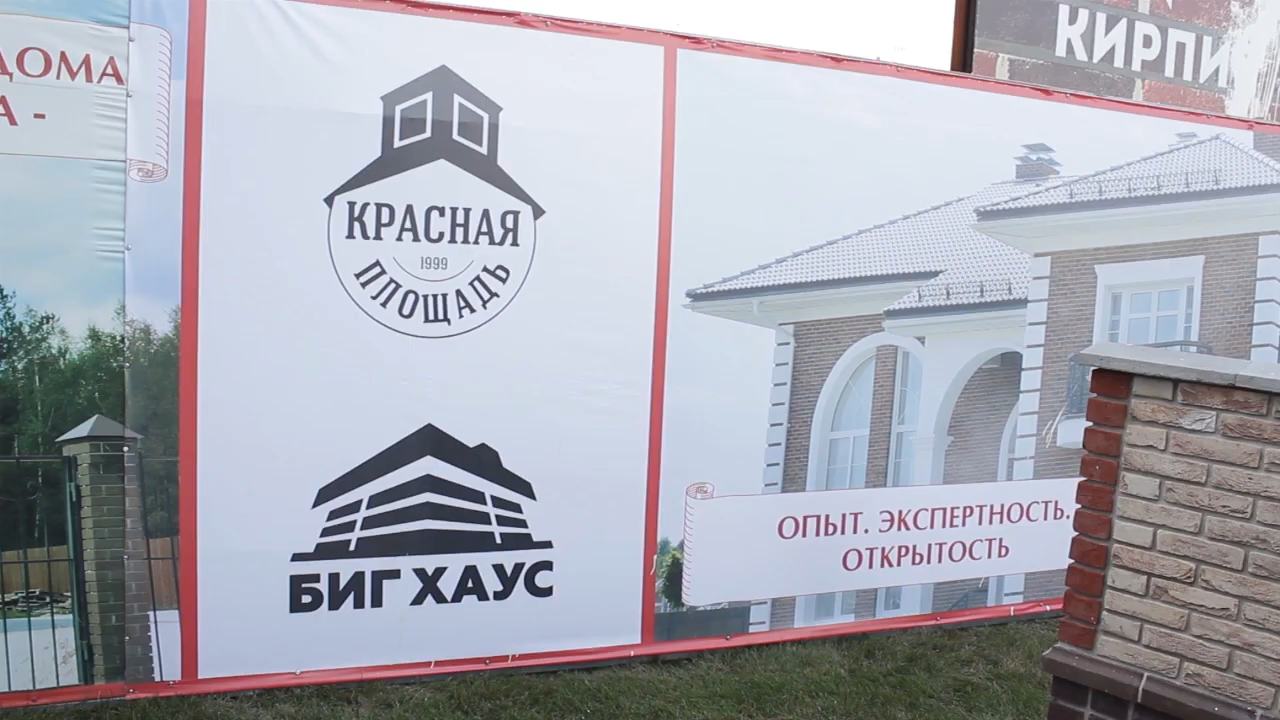 ДОМА
А -
КРАСНАЯ
1999
ПЛОЩАДЬ
БИГ ХАУС
ОПЫТ. ЭКСПЕРТНОСТЬ.
ОТКРЫТОСТЬ
КИРПИ